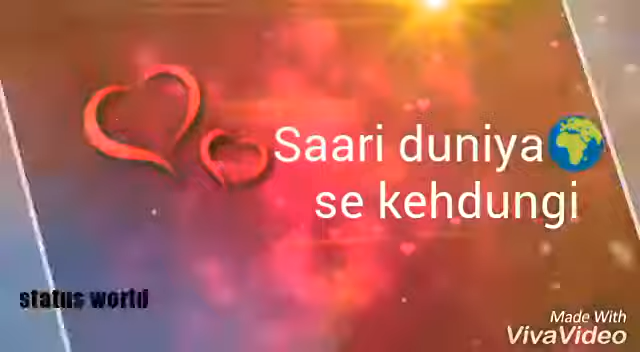 Saari duniya🌍
se kehdungi
status world
Made With
VivaVideo